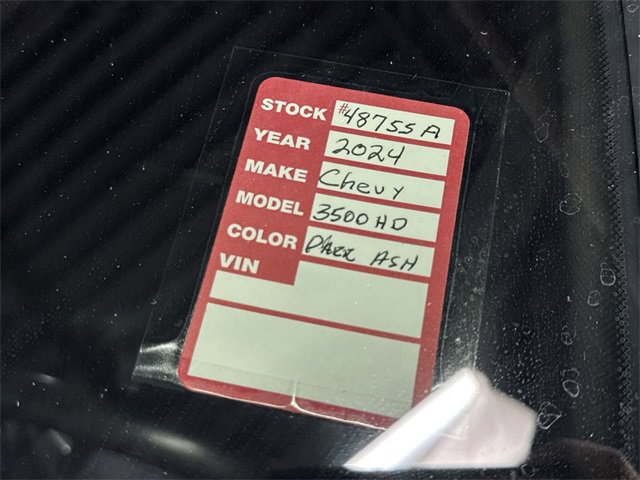 STOCK #48755A
YEAR 2024
MAKE Chevy
MODEL 3500HD
COLOR DARK ASH
VIN